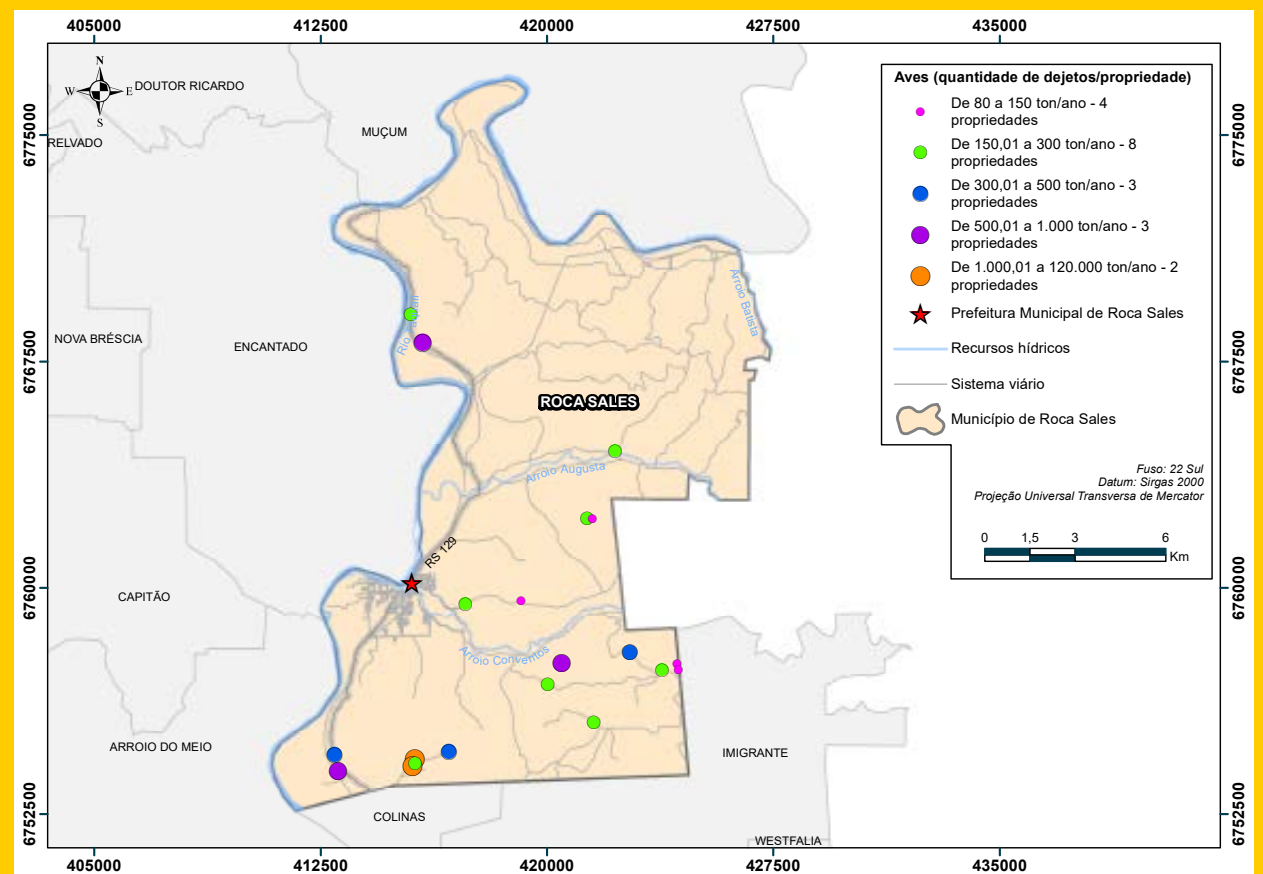 405000
412500
420000
427500
435000
N
W
E
S
DOUTOR RICARDO
RELVADO
MUÇUM
6775000
6775000
Aves (quantidade de dejetos/propriedade)
De 80 a 150 ton/ano - 4
propriedades
De 150,01 a 300 ton/ano - 8
propriedades
De 300,01 a 500 ton/ano - 3
propriedades
De 500,01 a 1.000 ton/ano - 3
propriedades
De 1.000,01 a 120.000 ton/ano - 2
propriedades
Prefeitura Municipal de Roca Sales
Recursos hídricos
Sistema viário
Município de Roca Sales
Arroio Batista
Rio
NOVA BRÉSCIA
ENCANTADO
6767500
6767500
ROCA SALES
Arroio Augusta
Fuso: 22 Sul
Datum: Sirgas 2000
Projeção Universal Transversa de Mercator
0
1,5
3
6
Km
RS 129
6760000
6760000
CAPITÃO
Arroio Conventos
ARROIO DO MEIO
IMIGRANTE
COLINAS
WESTFALIA
6752500
6752500
405000
412500
420000
427500
435000